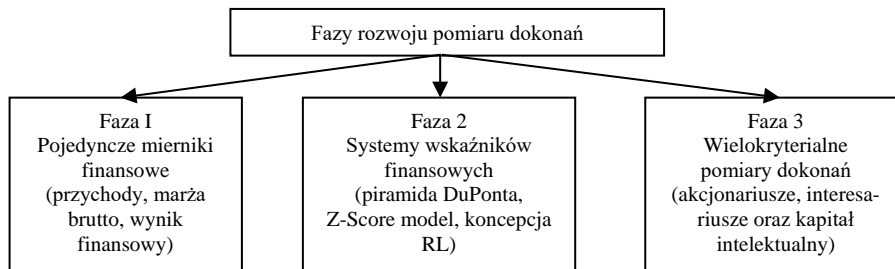 Fazy rozwoju pomiaru dokonań
Faza I
Pojedyncze mierniki
finansowe
(przychody, marża
brutto, wynik
finansowy)
Faza 2
Systemy wskaźników
finansowych
(piramida DuPonta,
Z-Score model, koncepcja
RL)
Faza 3
Wielokryterialne
pomiary dokonań
(akcjonariusze, interesa-
riusze oraz kapitał
intelektualny)